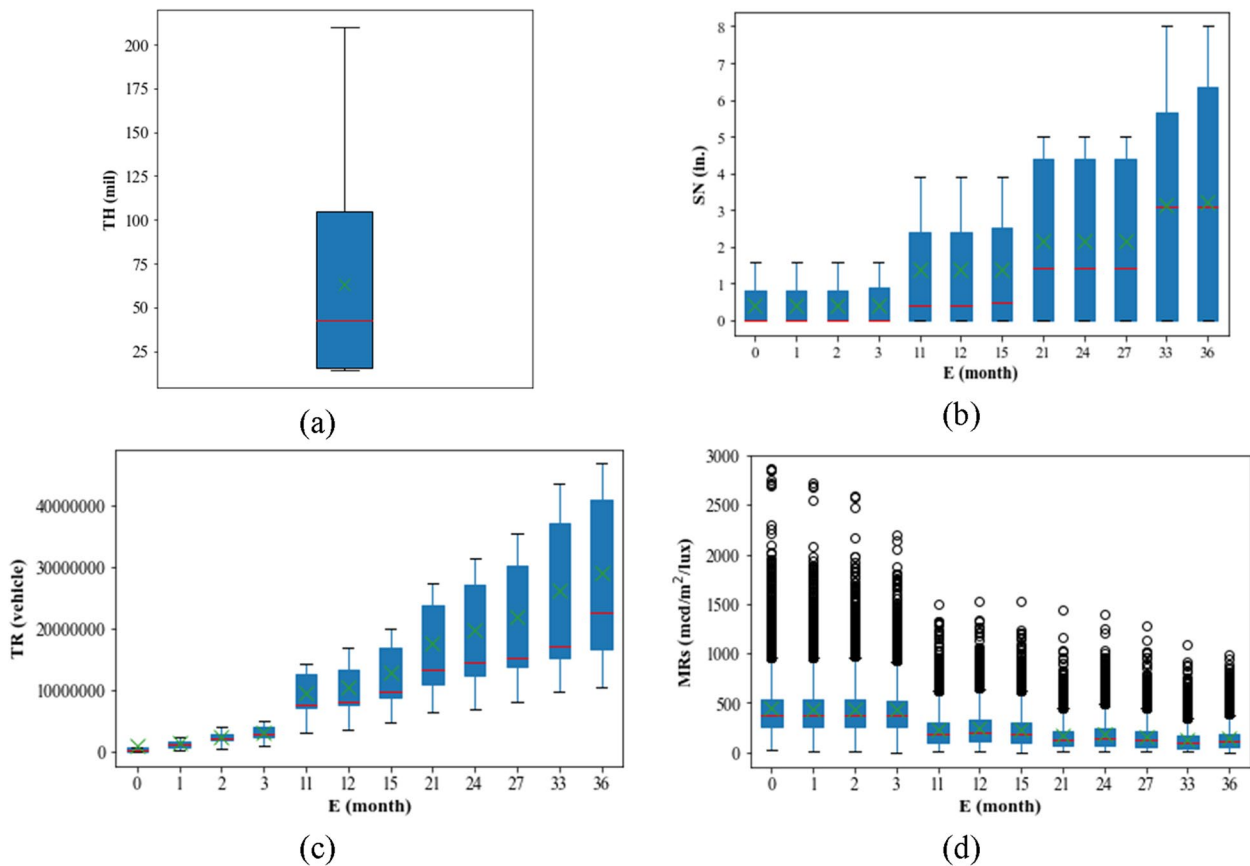 200
175
150
125
100
75
50
25
TH (mil)
(a)
8
7
6
5
4
3
2
1
0
SN (in.)
0 1 2 3 11 12 15 21 24 27 33 36
E (month)
(b)
40000000
30000000
20000000
10000000
0
TR (vehicle)
0 1 2 3 11 12 15 21 24 27 33 36
E (month)
(c)
3000
2500
2000
1500
1000
500
0
MRs (mcd/m²/lux)
0 1 2 3 11 12 15 21 24 27 33 36
E (month)
(d)